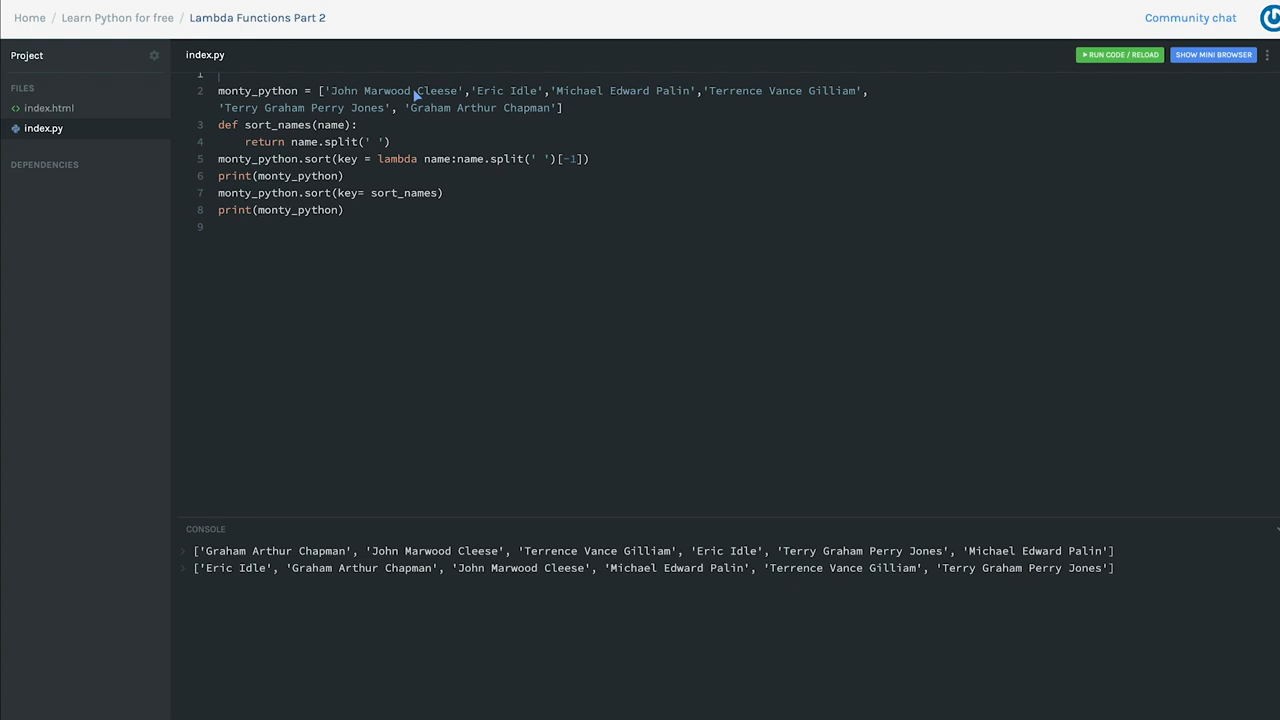 Home / Learn Python for free / Lambda Functions Part 2
Community chat
Project
index.py
RUN CODE / RELOAD
SHOW MINI BROWSER
FILES
index.html
index.py
DEPENDENCIES
1
2 monty_python = ['John Marwood Cleese','Eric Idle','Michael Edward Palin','Terrence Vance Gilliam',
'Terry Graham Perry Jones', 'Graham Arthur Chapman']
3 def sort_names(name):
4     return name.split(' ')
5 monty_python.sort(key = lambda name:name.split(' ')[-1])
6 print(monty_python)
7 monty_python.sort(key= sort_names)
8 print(monty_python)
9
CONSOLE
['Graham Arthur Chapman', 'John Marwood Cleese', 'Terrence Vance Gilliam', 'Eric Idle', 'Terry Graham Perry Jones', 'Michael Edward Palin']
['Eric Idle', 'Graham Arthur Chapman', 'John Marwood Cleese', 'Michael Edward Palin', 'Terrence Vance Gilliam', 'Terry Graham Perry Jones']